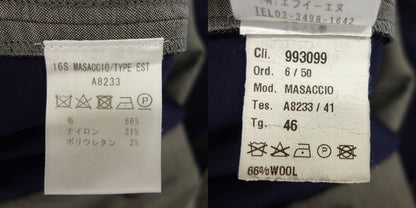 16S MASACCIO/TYPE EST
A8233
毛 66%
ナイロン 31%
ポリウレタン 3%
TEL03-3498-1642
Cli. 993099
Ord. 6/50
Mod. MASACCIO
Tes. A8233/41
Tg. 46
66%WOOL